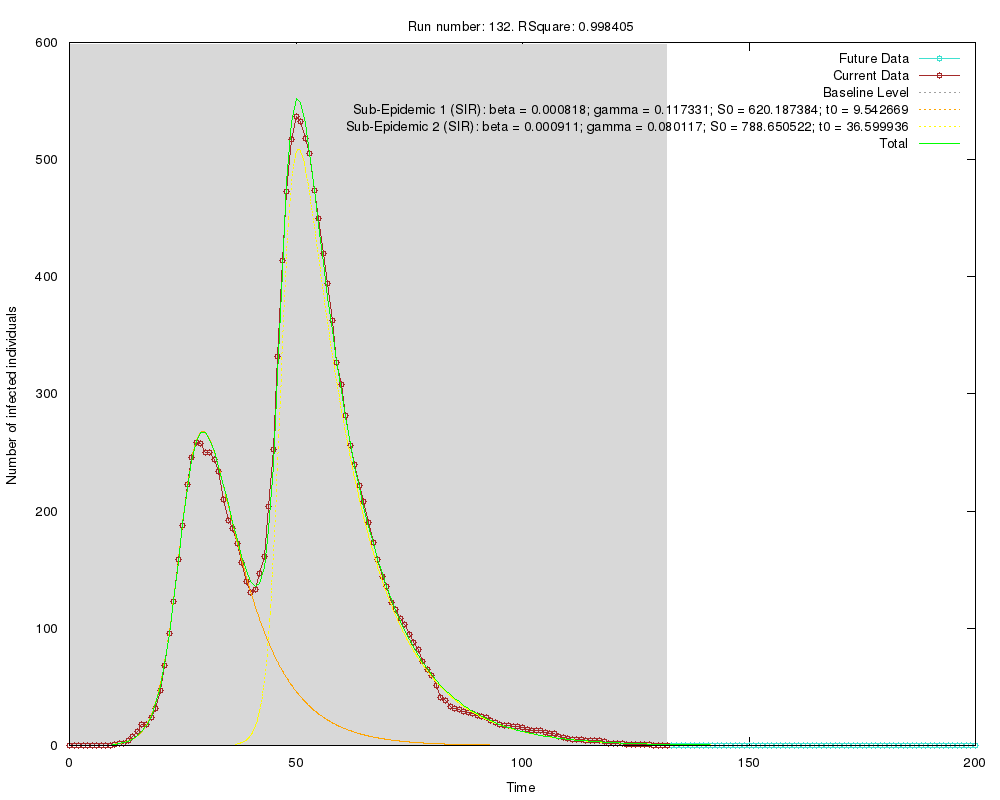 Run number: 132. RSquare: 0.998405
Future Data
Current Data
Baseline Level
Sub-Epidemic 1 (SIR): beta = 0.000818; gamma = 0.117331; S0 = 620.187384; t0 = 9.542669
Sub-Epidemic 2 (SIR): beta = 0.000911; gamma = 0.080117; S0 = 788.650522; t0 = 36.599936
Total
Number of infected individuals
600
500
400
300
200
100
0
0 50 100 150 200
Time